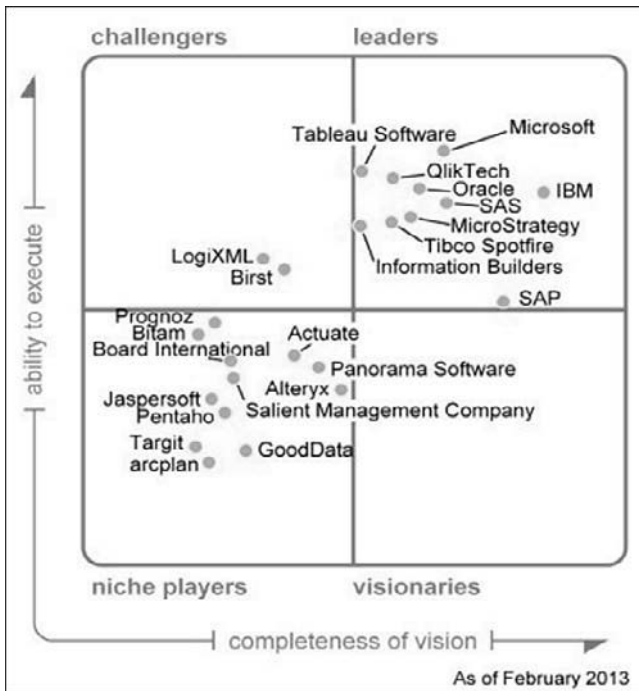 challengers
leaders
Tableau Software
Microsoft
QlikTech
Oracle
IBM
SAS
MicroStrategy
Tibco Spotfire
Information Builders
LogiXML
Birst
SAP
Prognoz
Bitam
Actuate
Board International
Panorama Software
Alteryx
Jaspersoft
Salient Management Company
Pentaho
Targit
GoodData
arcplan
ability to execute
niche players
visionaries
completeness of vision
As of February 2013